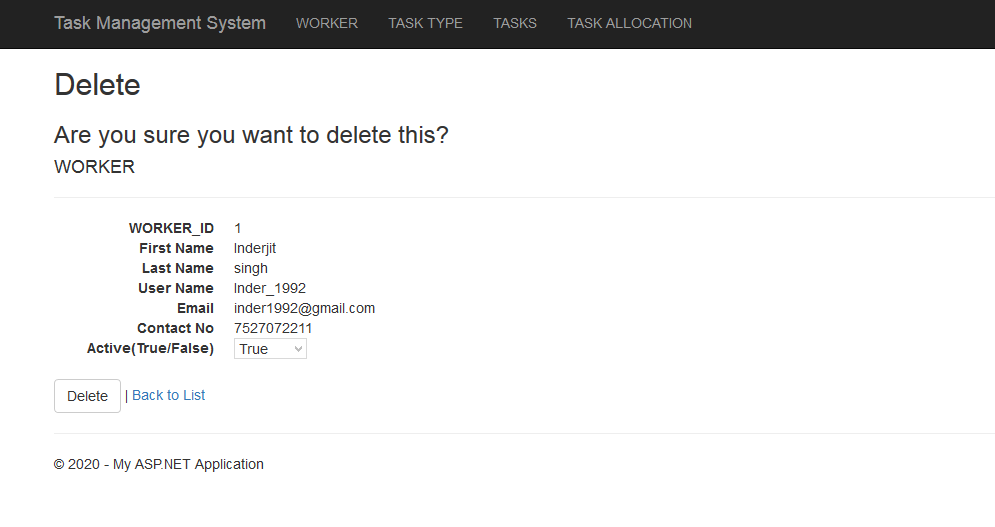 Task Management System WORKER TASK TYPE TASKS TASK ALLOCATION
Delete
Are you sure you want to delete this?
WORKER
WORKER_ID 1
First Name Inderjit
Last Name singh
User Name Inder_1992
Email inder1992@gmail.com
Contact No 7527072211
Active(True/False) True
Delete | Back to List
© 2020 - My ASP.NET Application